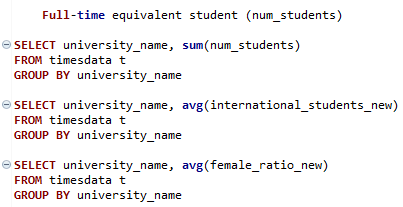 Full-time equivalent student (num_students)
SELECT university_name, sum(num_students)
FROM timesdata t
GROUP BY university_name
SELECT university_name, avg(international_students_new)
FROM timesdata t
GROUP BY university_name
SELECT university_name, avg(female_ratio_new)
FROM timesdata t
GROUP BY university_name